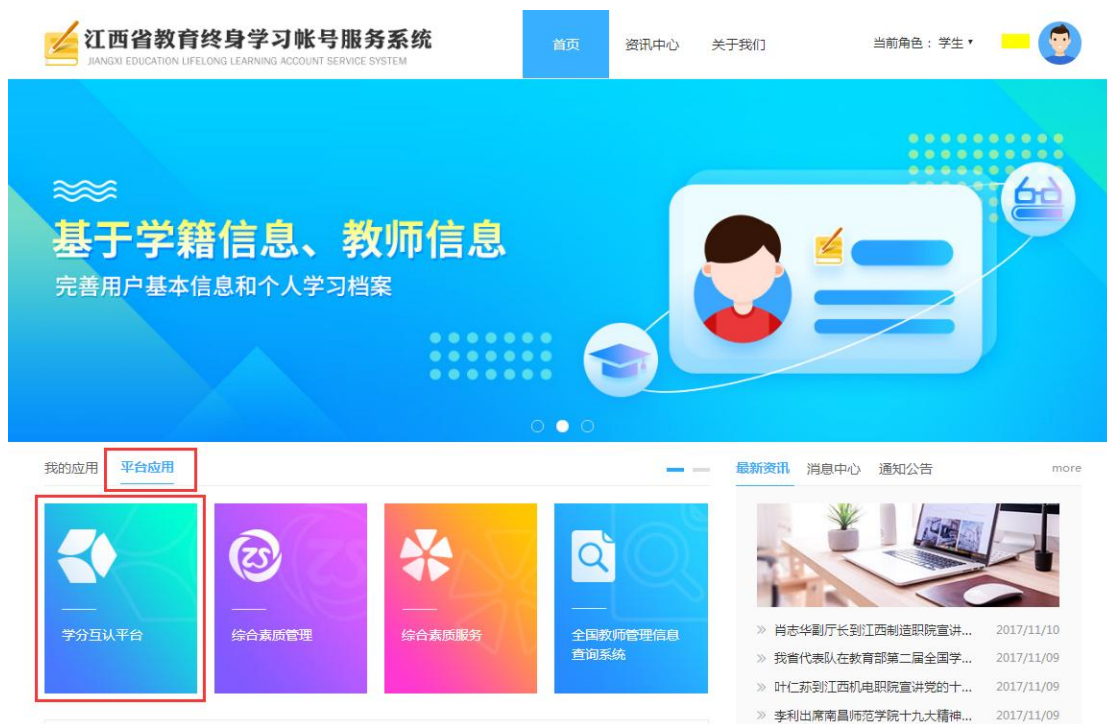 江西省教育终身学习帐号服务系统
JIANGXI EDUCATION LIFELONG LEARNING ACCOUNT SERVICE SYSTEM
首页 资讯中心 关于我们 当前角色：学生
基于学籍信息、教师信息
完善用户基本信息和个人学习档案
我的应用 平台应用
最新资讯 消息中心 通知公告 more
学分互认平台
综合素质管理
综合素质服务
全国教师管理信息
查询系统
肖志华副厅长到江西制造职院宣讲... 2017/11/10
我省代表队在教育部第二届全国学... 2017/11/09
叶仁荪到江西机电职院宣讲党的十... 2017/11/09
李利出席南昌师范学院十九大精神... 2017/11/09